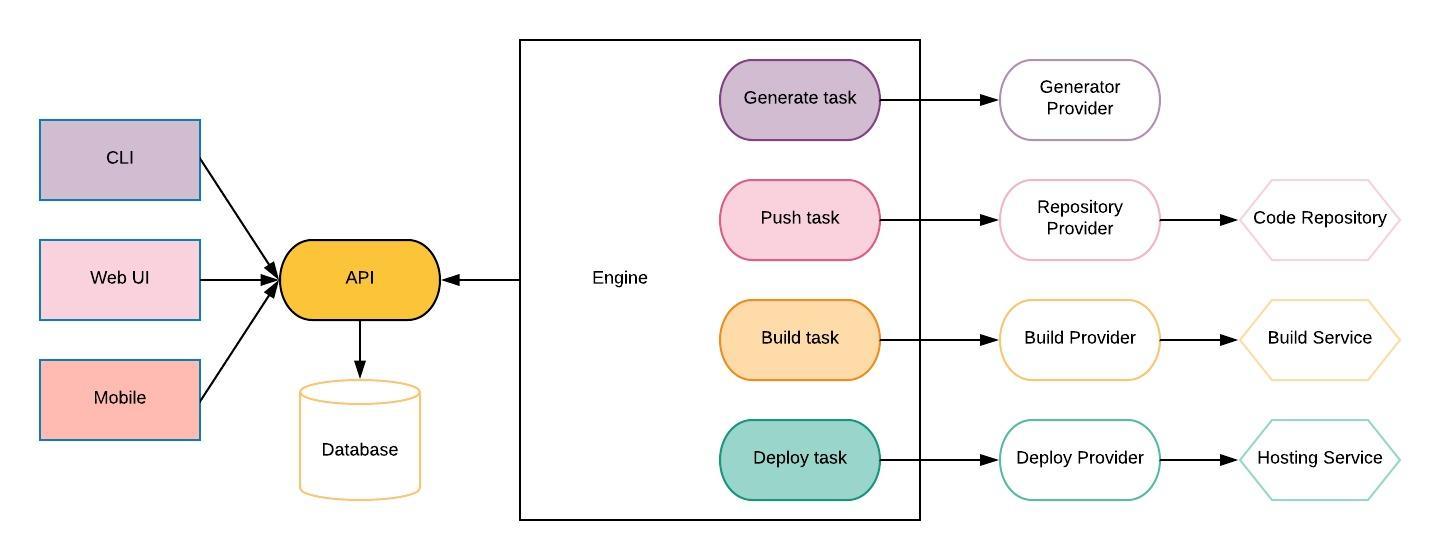 CLI
Web UI
Mobile
API
Database
Engine
Generate task
Push task
Build task
Deploy task
Generator
Provider
Repository
Provider
Build Provider
Deploy Provider
Code Repository
Build Service
Hosting Service